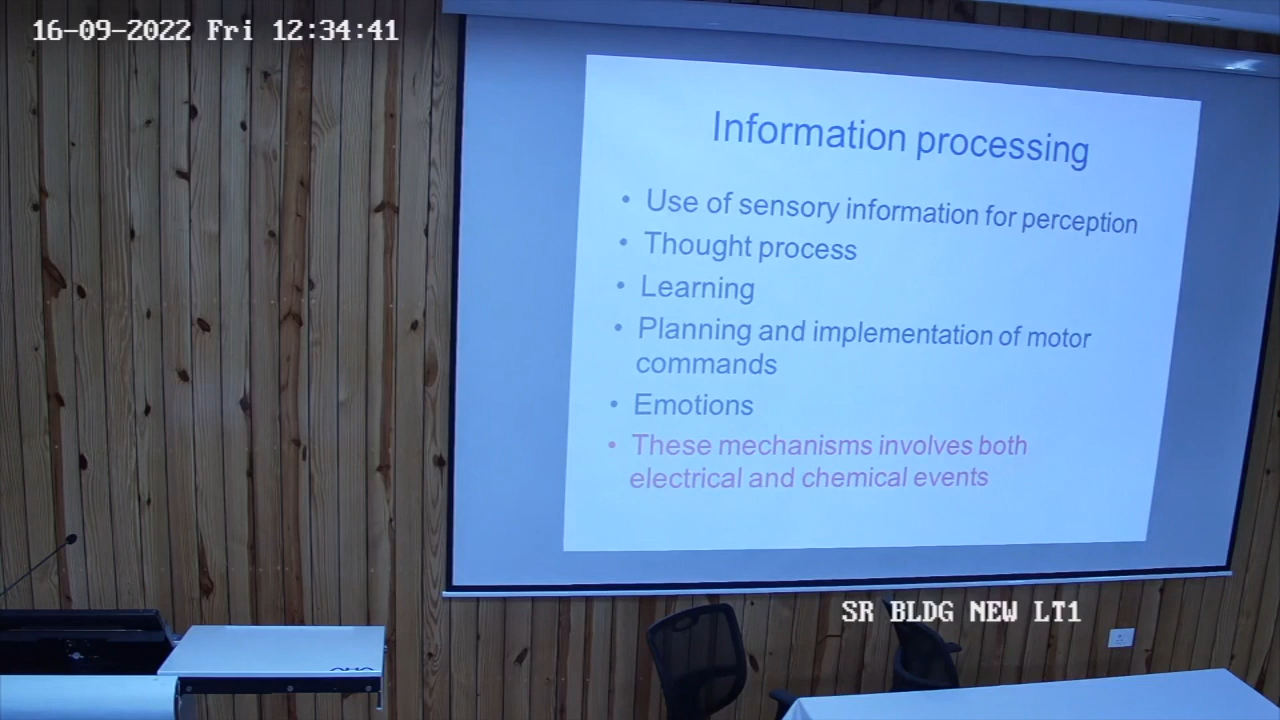 16-09-2022 Fri 12:34:41
Information processing
• Use of sensory information for perception
• Thought process
• Learning
• Planning and implementation of motor
commands
• Emotions
• These mechanisms involves both
electrical and chemical events
SR BLDG NEW LT1
AHA